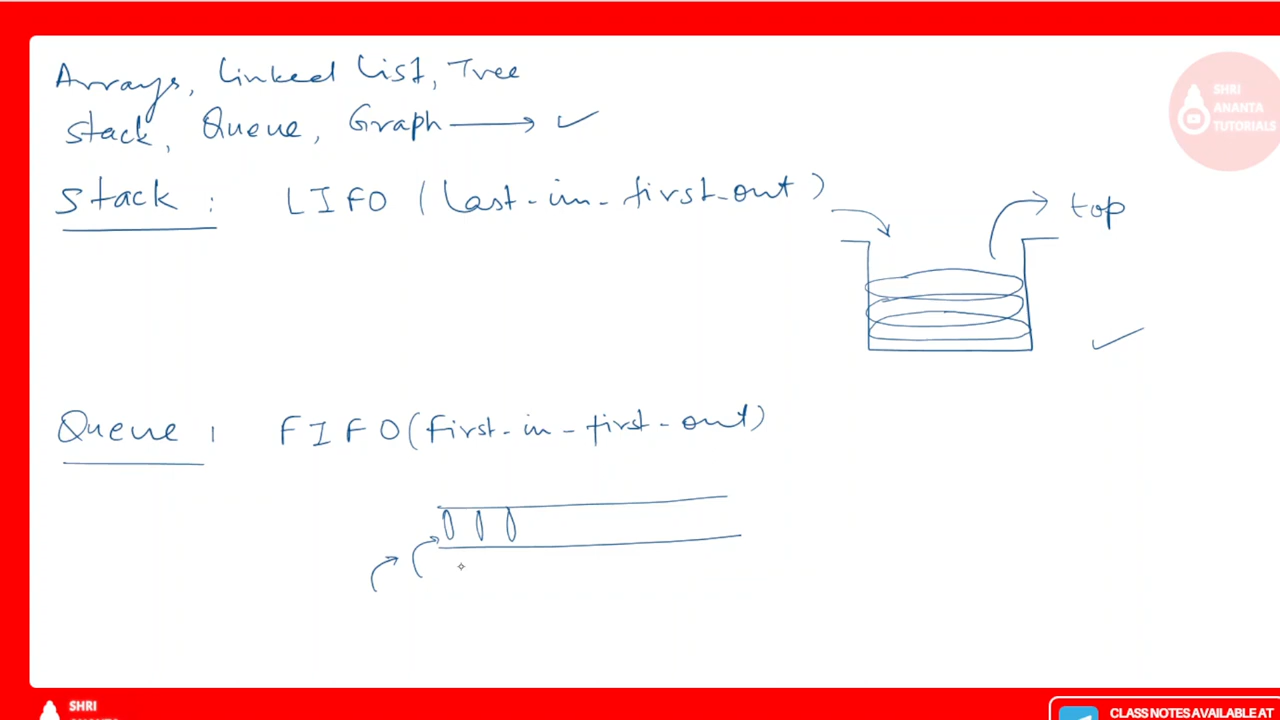 Arrays, Linked List, Tree
Stack, Queue, Graph
Stack : LIFO (Last-in-first-out)
top
Queue : FIFO (first-in-first-out)
SHRI
ANANTA
TUTORIALS
SHRI
CLASS NOTES AVAILABLE AT